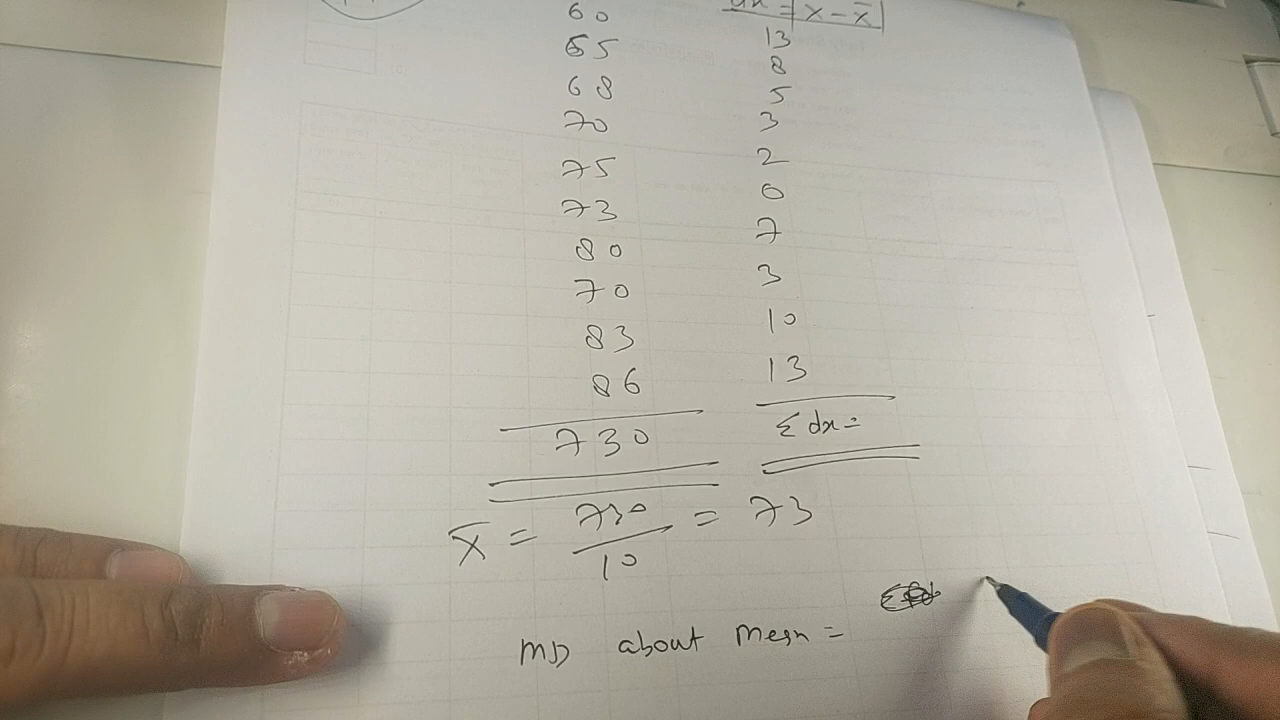 60 dx = |x - x̄|
65 13
68 8
70 5
75 3
73 2
80 0
70 7
83 3
86 10
730 13
Σdx =
x̄ = 730/10 = 73
MD about Mean =